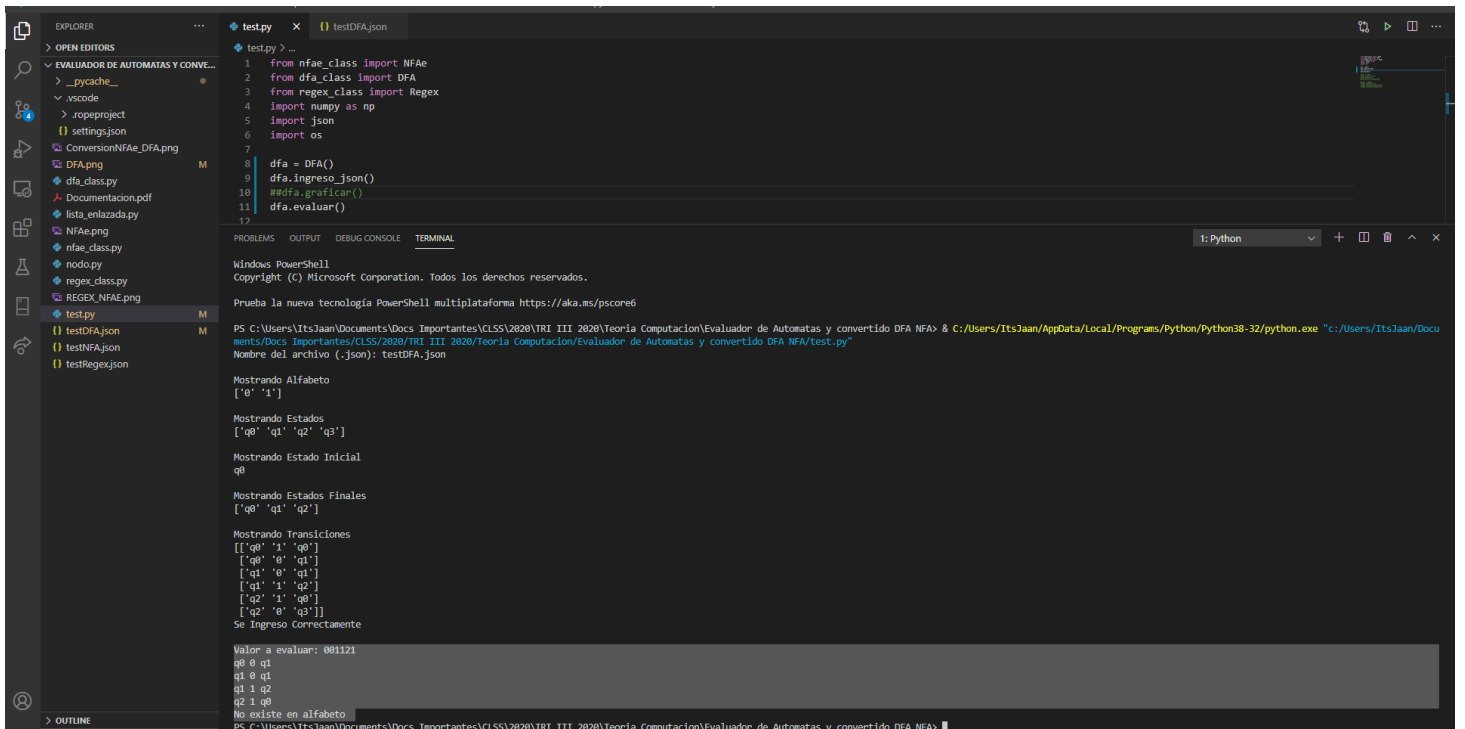 EXPLORER ···
test.py × {} testDFA.json
> OPEN EDITORS
EVALUADOR DE AUTOMATAS Y CONVE...
> _pycache_
.vscode
> .ropeproject
{} settings.json
ConversionNFAe_DFA.png
DFA.png M
dfa_class.py
Documentacion.pdf
lista_enlazada.py
NFAe.png
nfae_class.py
nodo.py
regex_class.py
REGEX_NFAE.png
test.py M
{} testDFA.json M
{} testNFA.json
{} testRegex.json
> OUTLINE
4
test.py > ...
1 from nfae_class import NFAe
2 from dfa_class import DFA
3 from regex_class import Regex
4 import numpy as np
5 import json
6 import os
7
8 dfa = DFA()
9 dfa.ingreso_json()
10 ##dfa.graficar()
11 dfa.evaluar()
12
PROBLEMS OUTPUT DEBUG CONSOLE TERMINAL 1: Python
Windows PowerShell
Copyright (C) Microsoft Corporation. Todos los derechos reservados.
Prueba la nueva tecnología PowerShell multiplataforma https://aka.ms/pscore6
PS C:\Users\ItsJaan\Documents\Docs Importantes\CLSS\2020\TRI III 2020\Teoria Computacion\Evaluador de Automatas y convertido DFA NFA> & C:/Users/ItsJaan/AppData/Local/Programs/Python/Python38-32/python.exe "c:/Users/ItsJaan/Docu
ments/Docs Importantes/CLSS/2020/TRI III 2020/Teoria Computacion/Evaluador de Automatas y convertido DFA NFA/test.py"
Nombre del archivo (.json): testDFA.json
Mostrando Alfabeto
['0' '1']
Mostrando Estados
['q0' 'q1' 'q2' 'q3']
Mostrando Estado Inicial
q0
Mostrando Estados Finales
['q0' 'q1' 'q2']
Mostrando Transiciones
[['q0' '1' 'q0']
['q0' '0' 'q1']
['q1' '0' 'q1']
['q1' '1' 'q2']
['q2' '1' 'q0']
['q2' '0' 'q3']]
Se Ingreso Correctamente
Valor a evaluar: 001121
q0 0 q1
q1 0 q1
q1 1 q2
q2 1 q0
No existe en alfabeto
PS C:\Users\ItsJaan\Documents\Docs Importantes\CLSS\2020\TRI III 2020\Teoria Computacion\Evaluador de Automatas y convertido DFA NFA>